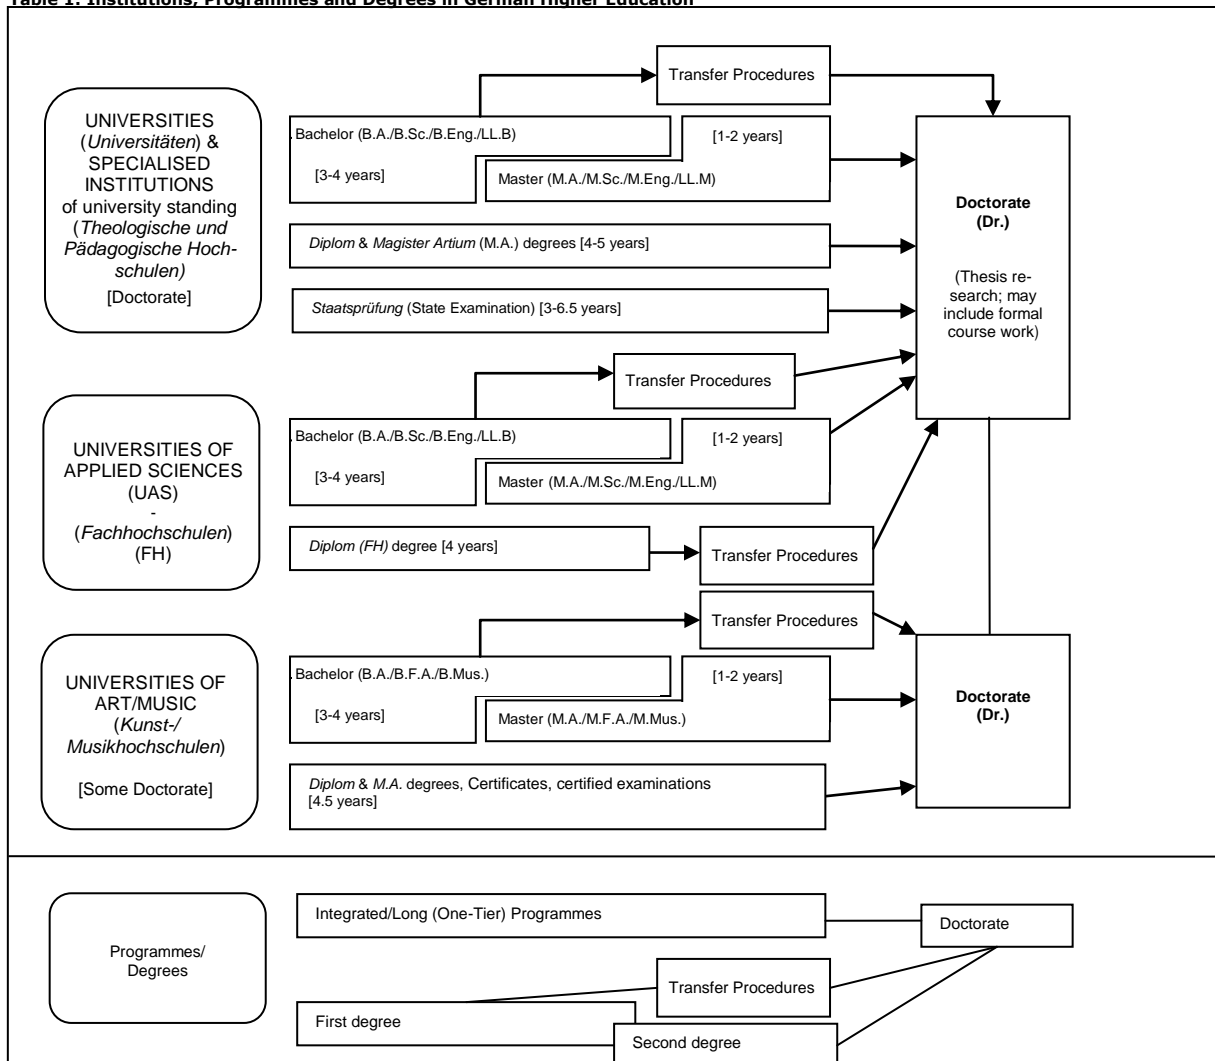 Table 1: Institutions, Programmes and Degrees in German Higher Education
Transfer Procedures
UNIVERSITIES
(Universitäten) &
SPECIALISED
INSTITUTIONS
of university standing
(Theologische und
Pädagogische Hoch-
schulen)
[Doctorate]
Bachelor (B.A./B.Sc./B.Eng./LL.B)
[3-4 years]
[1-2 years]
Master (M.A./M.Sc./M.Eng./LL.M)
Diplom & Magister Artium (M.A.) degrees [4-5 years]
Staatsprüfung (State Examination) [3-6.5 years]
Doctorate
(Dr.)
(Thesis re-
search; may
include formal
course work)
Transfer Procedures
UNIVERSITIES OF
APPLIED SCIENCES
(UAS)
-
(Fachhochschulen)
(FH)
Bachelor (B.A./B.Sc./B.Eng./LL.B)
[3-4 years]
[1-2 years]
Master (M.A./M.Sc./M.Eng./LL.M)
Diplom (FH) degree [4 years]
Transfer Procedures
Transfer Procedures
UNIVERSITIES OF
ART/MUSIC
(Kunst-/
Musikhochschulen)
[Some Doctorate]
Bachelor (B.A./B.F.A./B.Mus.)
[3-4 years]
[1-2 years]
Master (M.A./M.F.A./M.Mus.)
Diplom & M.A. degrees, Certificates, certified examinations
[4.5 years]
Doctorate
(Dr.)
Programmes/
Degrees
Integrated/Long (One-Tier) Programmes
Doctorate
Transfer Procedures
First degree
Second degree